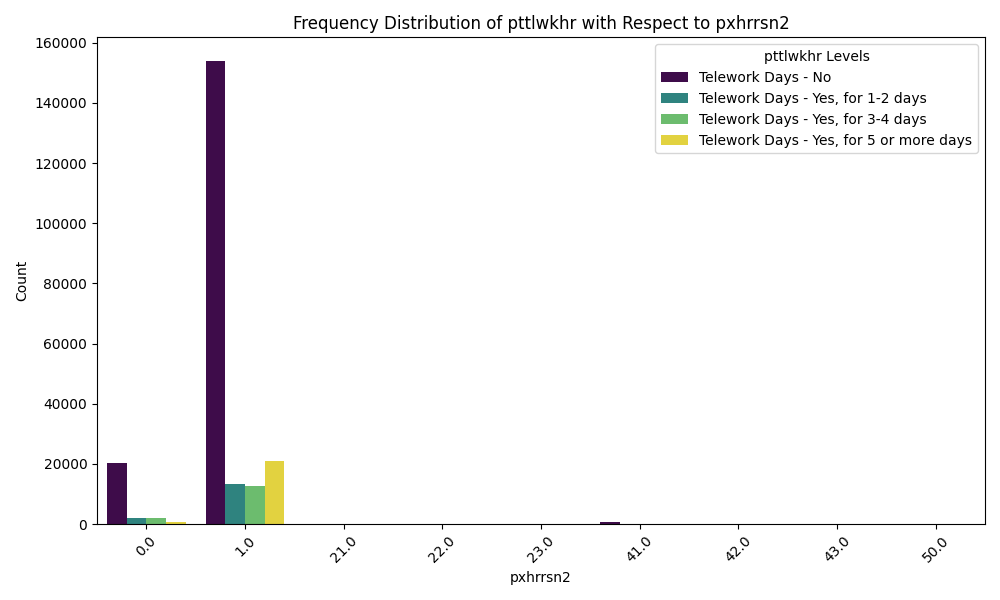 Frequency Distribution of pttlwkhr with Respect to pxhrrsn2
160000
140000
120000
100000
80000
60000
40000
20000
0
Count
pttlwkhr Levels
Telework Days - No
Telework Days - Yes, for 1-2 days
Telework Days - Yes, for 3-4 days
Telework Days - Yes, for 5 or more days
0.0
1.0
21.0
22.0
23.0
41.0
42.0
43.0
50.0
pxhrrsn2